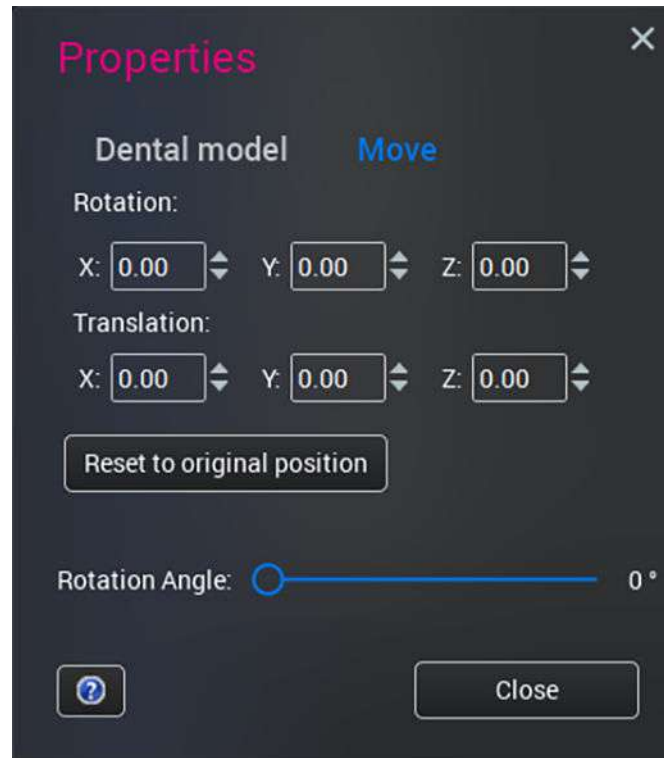 Properties
Dental model Move
Rotation:
X: 0.00 Y: 0.00 Z: 0.00
Translation:
X: 0.00 Y: 0.00 Z: 0.00
Reset to original position
Rotation Angle: 0 °
? Close